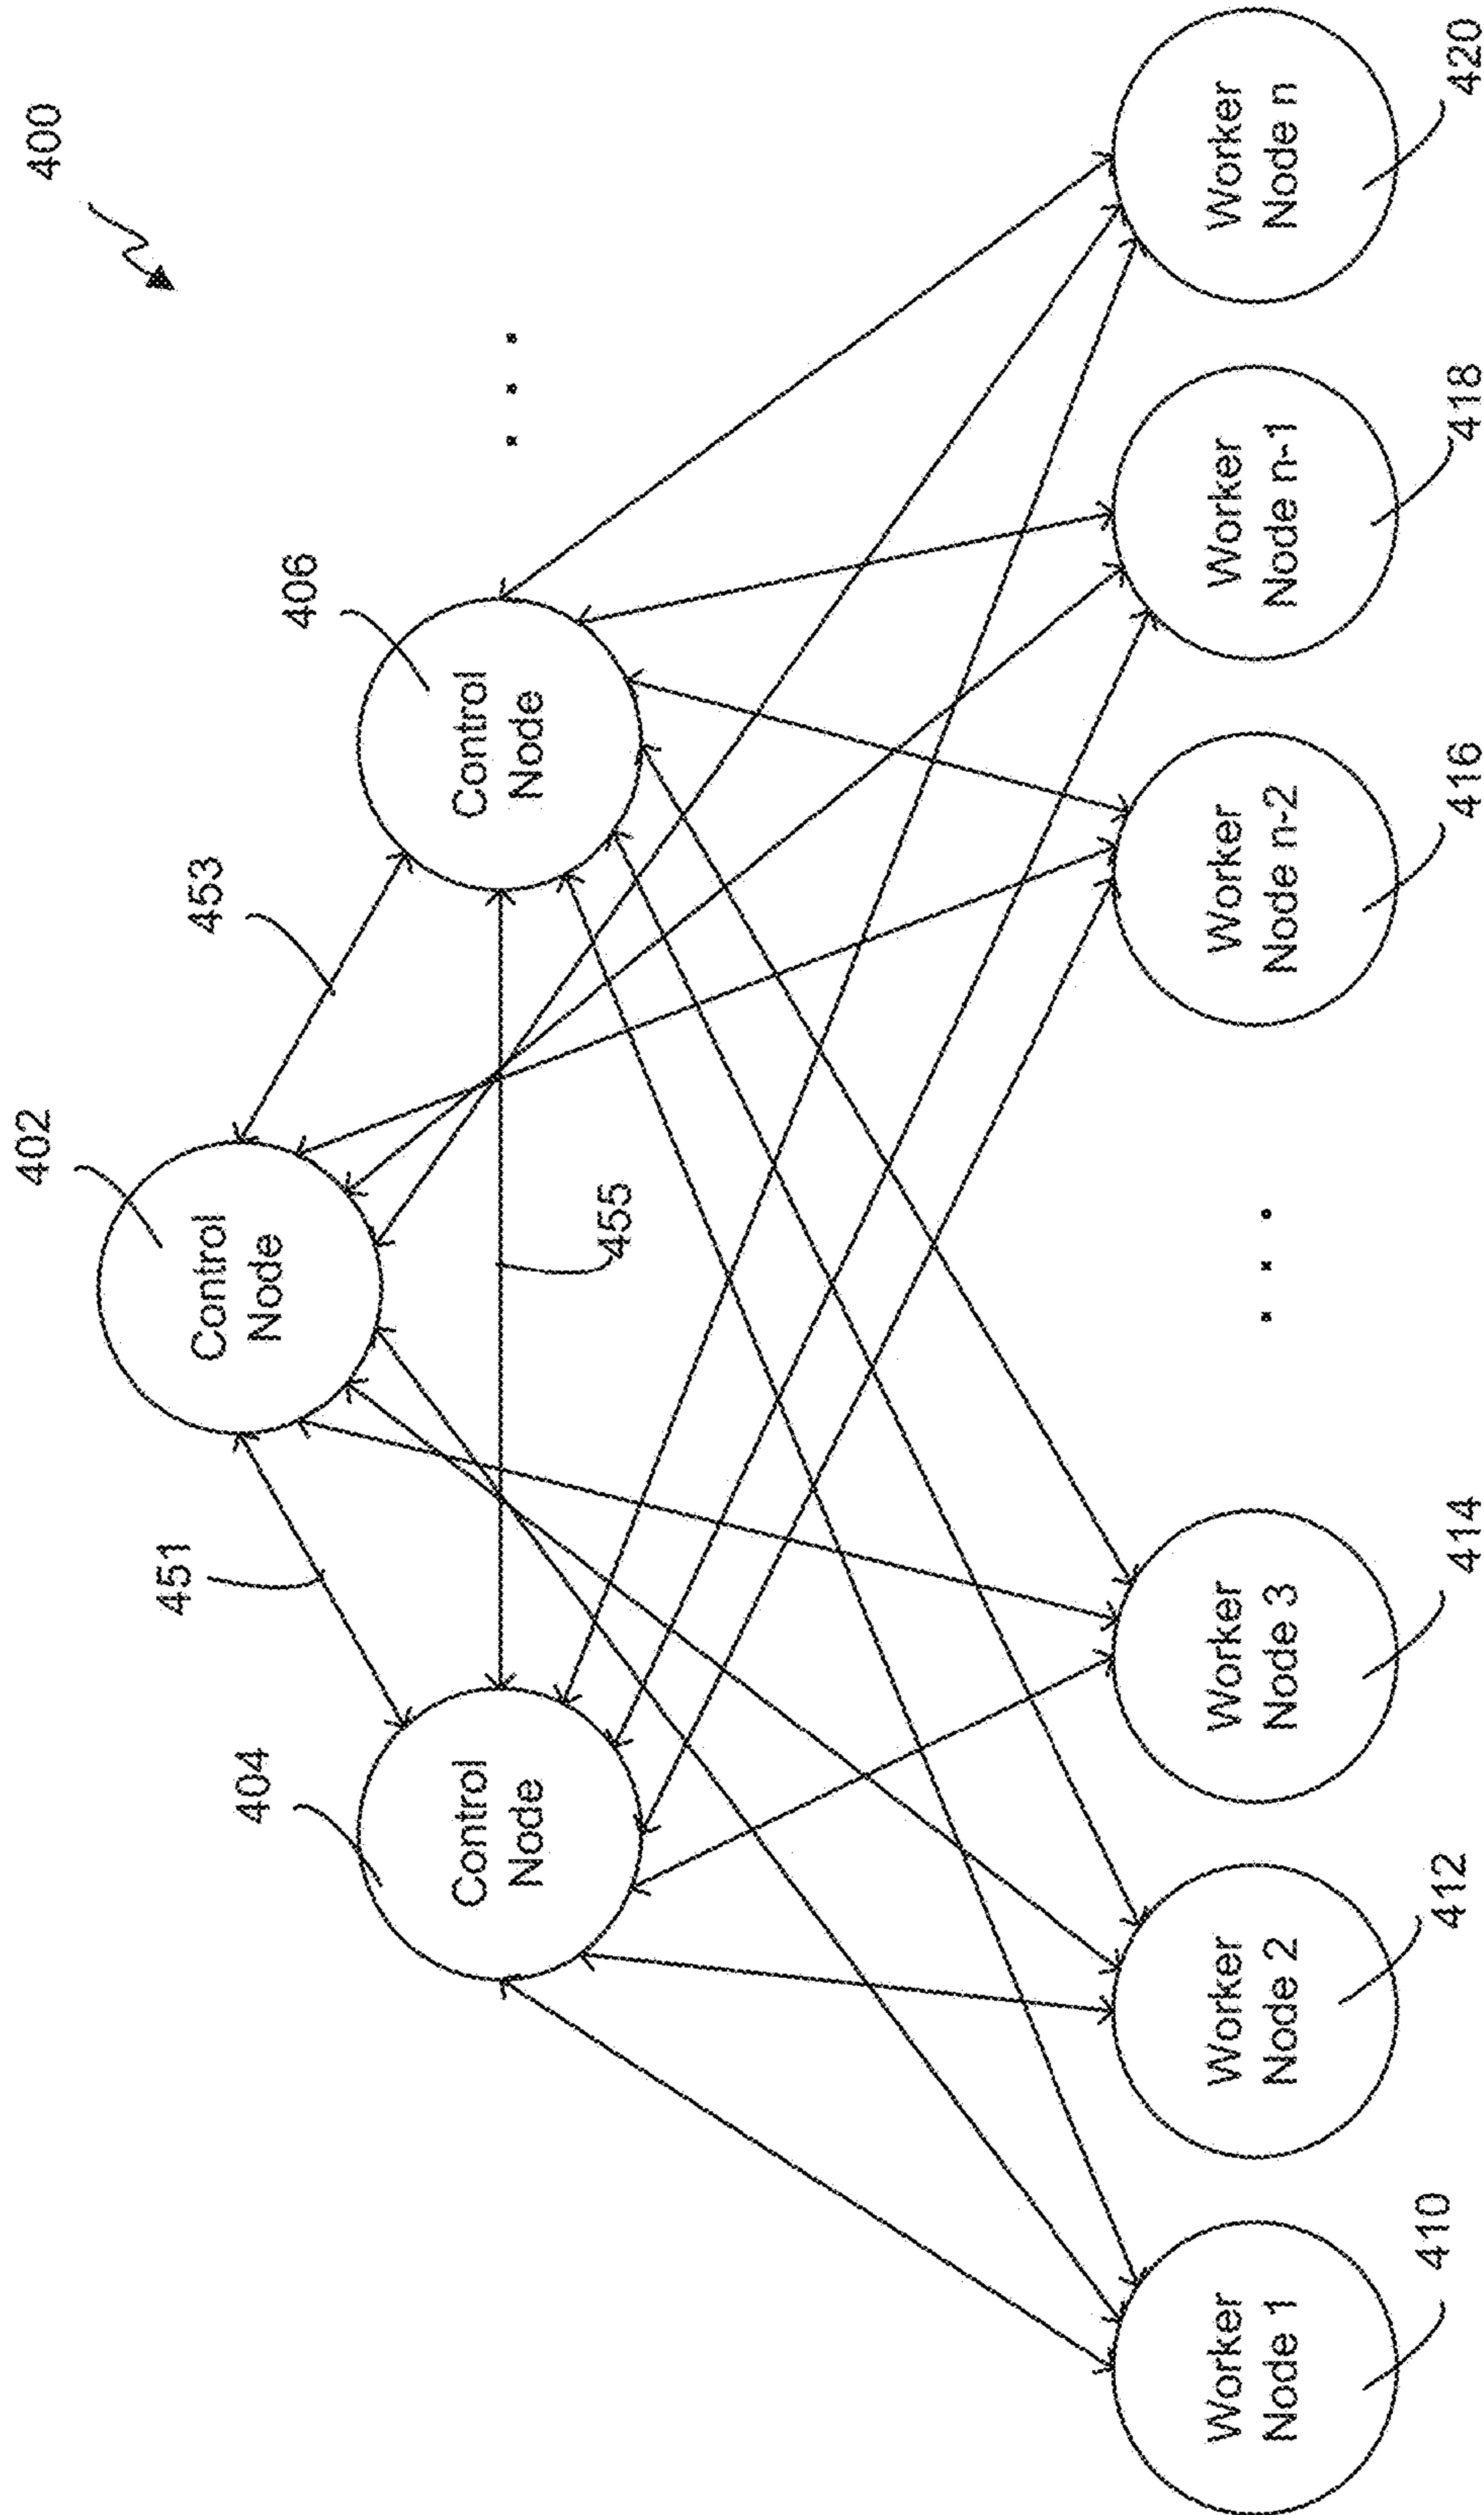 400
402
453
406
451
404
Control
Node
Control
Node
Control
Node
455
Worker
Node 1
Worker
Node 2
Worker
Node 3
. . .
Worker
Node n-2
Worker
Node n-1
Worker
Node n
. . .
410
412
414
416
418
420